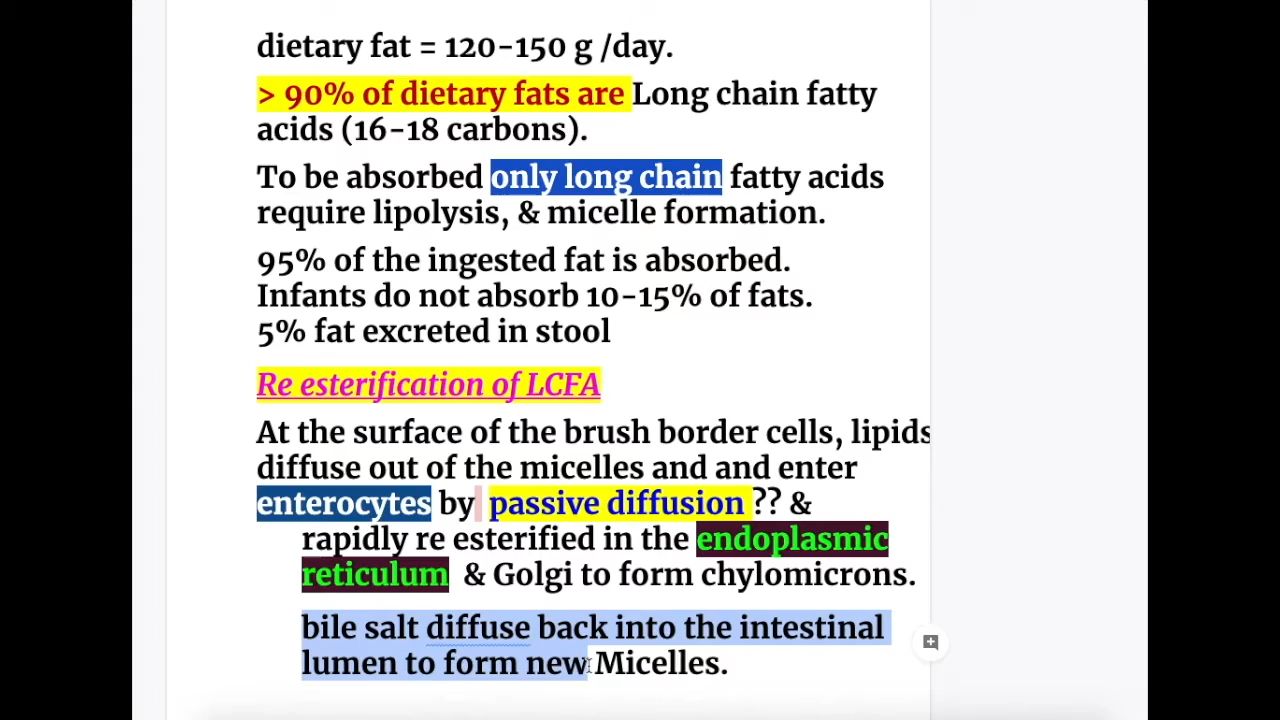 dietary fat = 120-150 g /day.
> 90% of dietary fats are Long chain fatty
acids (16-18 carbons).
To be absorbed only long chain fatty acids
require lipolysis, & micelle formation.
95% of the ingested fat is absorbed.
Infants do not absorb 10-15% of fats.
5% fat excreted in stool
Re esterification of LCFA
At the surface of the brush border cells, lipids
diffuse out of the micelles and and enter
enterocytes by passive diffusion ?? &
rapidly re esterified in the endoplasmic
reticulum & Golgi to form chylomicrons.
bile salt diffuse back into the intestinal
lumen to form new Micelles.